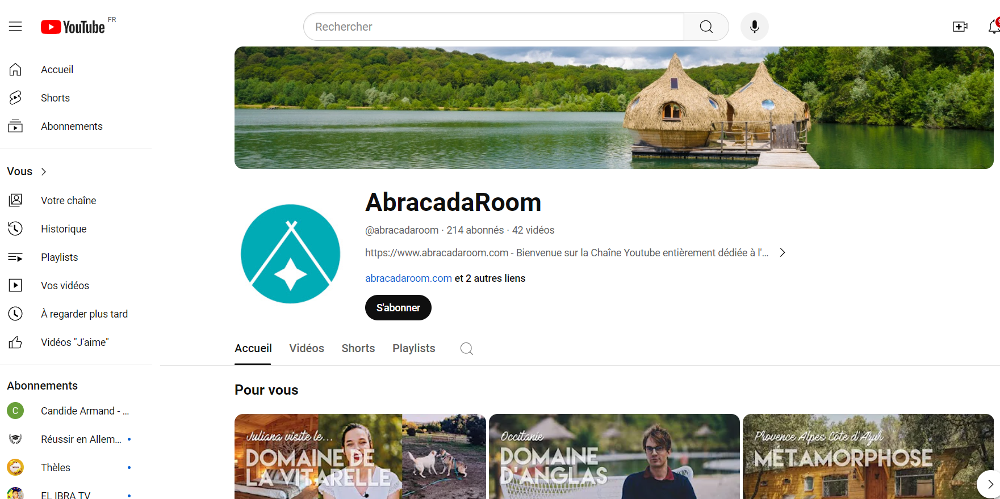 YouTube FR
Rechercher
Accueil
Shorts
Abonnements
Vous
Votre chaîne
Historique
Playlists
Vos vidéos
À regarder plus tard
Vidéos "J'aime"
Abonnements
C
Candide Armand - ...
Réussir en Allem...
Thèles
EL IBRA TV
AbracadaRoom
@abracadaroom · 214 abonnés · 42 vidéos
https://www.abracadaroom.com - Bienvenue sur la Chaîne Youtube entièrement dédiée à l'...
abracadaroom.com et 2 autres liens
S'abonner
Accueil Vidéos Shorts Playlists
Pour vous
Juliana visite le...
DOMAINE DE
LA VITARELLE
Occitanie
DOMAINE
D'ANGLAS
Provence Alpes Côte d'Azur
MÉTAMORPHOSE